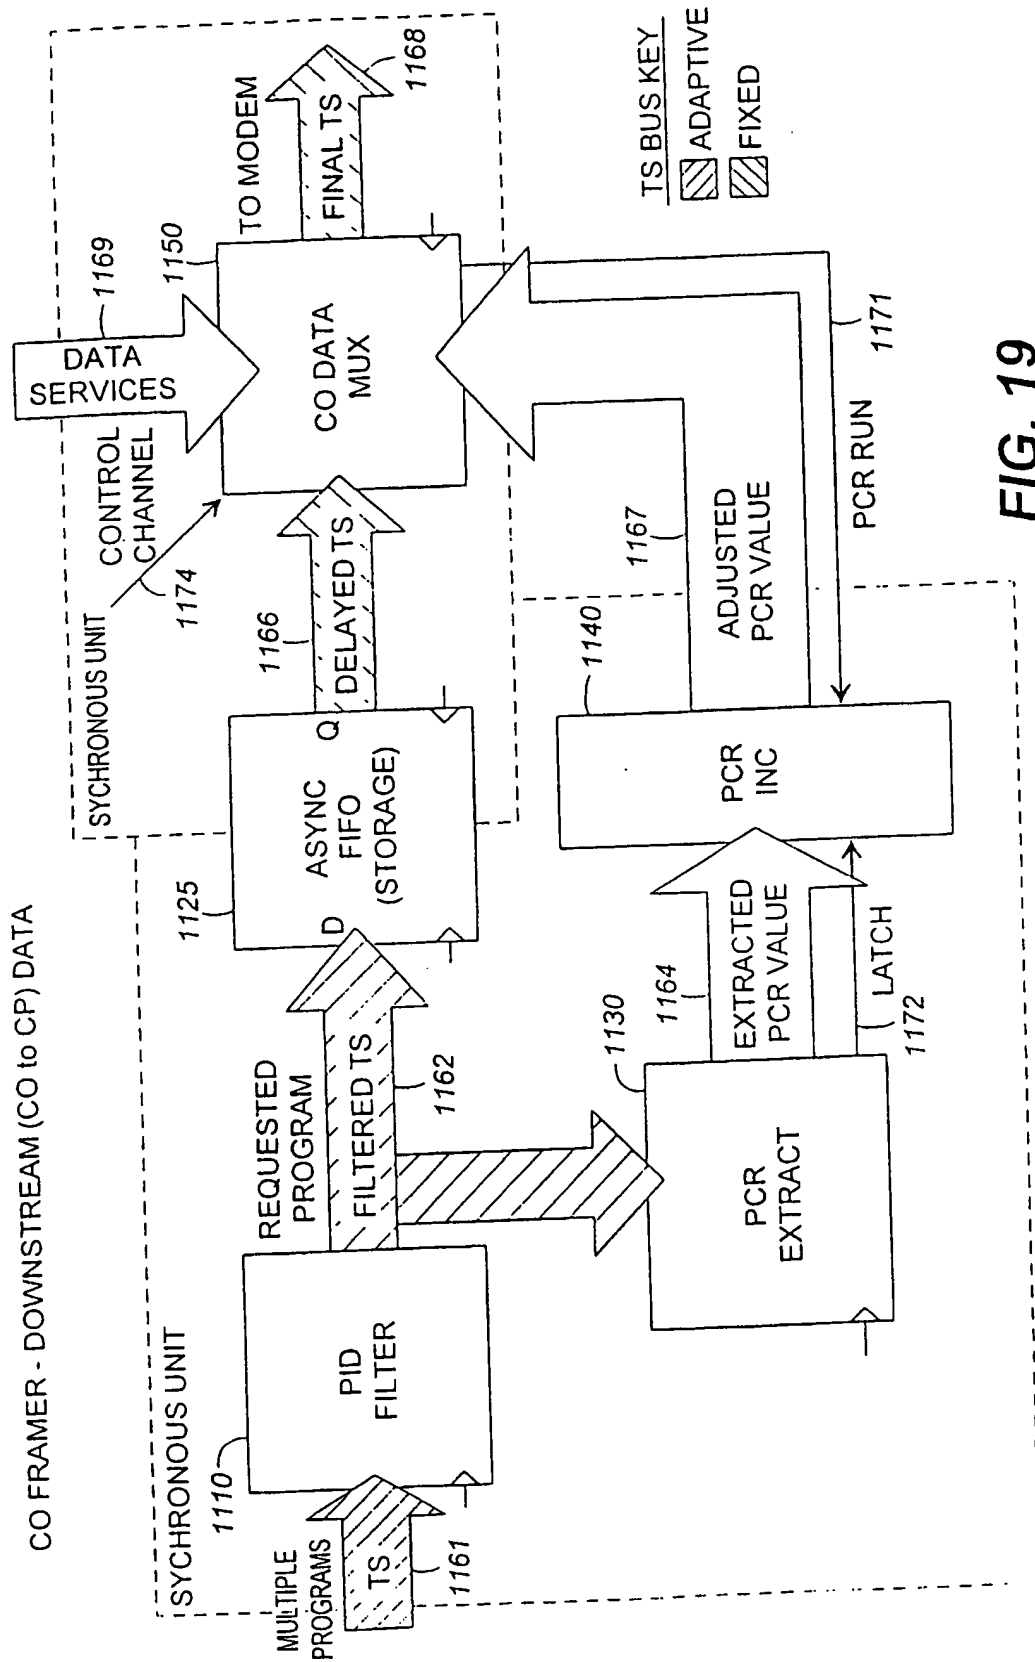 CO FRAMER - DOWNSTREAM (CO to CP) DATA
SYCHRONOUS UNIT
MULTIPLE
PROGRAMS
TS
1161
1110
PID
FILTER
REQUESTED
PROGRAM
FILTERED TS
1162
1125
D
Q
ASYNC
FIFO
(STORAGE)
1130
PCR
EXTRACT
1164
EXTRACTED
PCR VALUE
LATCH
1172
1140
PCR
INC
SYCHRONOUS UNIT
1174
CONTROL
CHANNEL
1166
DELAYED TS
DATA
SERVICES
1169
1150
CO DATA
MUX
TO MODEM
FINAL TS
1168
1167
ADJUSTED
PCR VALUE
PCR RUN
1171
TS BUS KEY
ADAPTIVE
FIXED
FIG. 19